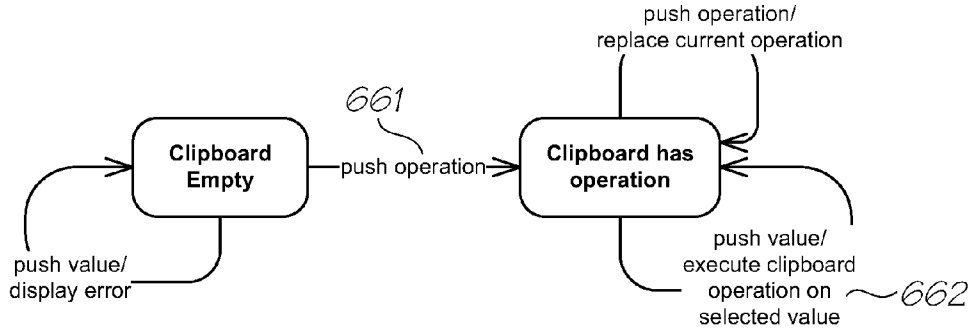 push operation/
replace current operation
661
Clipboard
Empty
push operation
Clipboard has
operation
push value/
display error
push value/
execute clipboard
operation on
selected value
662